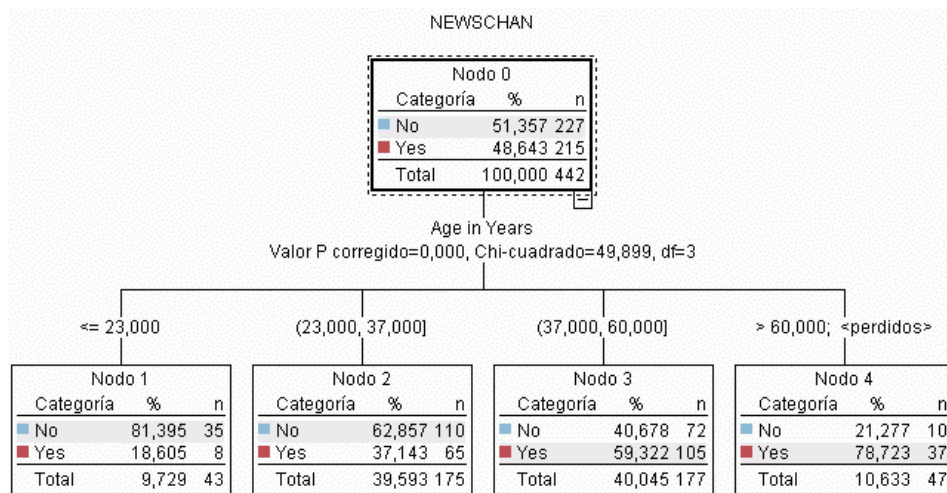 NEWSCHAN
Nodo 0
Categoría % n
No 51,357 227
Yes 48,643 215
Total 100,000 442
Age in Years
Valor P corregido=0,000, Chi-cuadrado=49,899, df=3
<= 23,000
(23,000, 37,000]
(37,000, 60,000]
> 60,000; <perdidos>
Nodo 1
Categoría % n
No 81,395 35
Yes 18,605 8
Total 9,729 43
Nodo 2
Categoría % n
No 62,857 110
Yes 37,143 65
Total 39,593 175
Nodo 3
Categoría % n
No 40,678 72
Yes 59,322 105
Total 40,045 177
Nodo 4
Categoría % n
No 21,277 10
Yes 78,723 37
Total 10,633 47